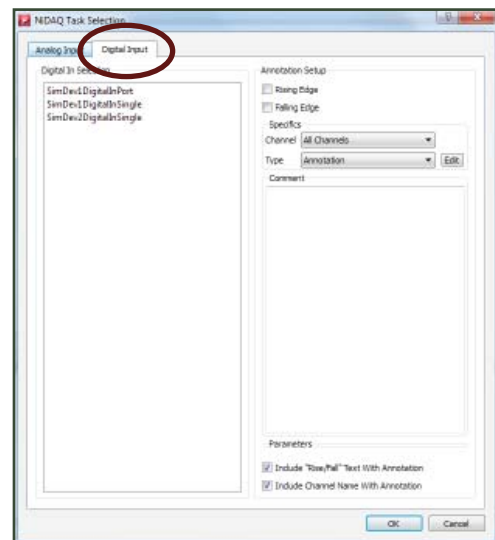 NIDAQ Task Selection
Analog Input Digital Input
Digital In Selection
SimDev1DigitalInPort
SimDev1DigitalInSingle
SimDev2DigitalInSingle
Annotation Setup
Rising Edge
Falling Edge
Specifics
Channel All Channels
Type Annotation Edit
Comment
Parameters
Include "Rise/Fall" Text With Annotation
Include Channel Name With Annotation
OK Cancel